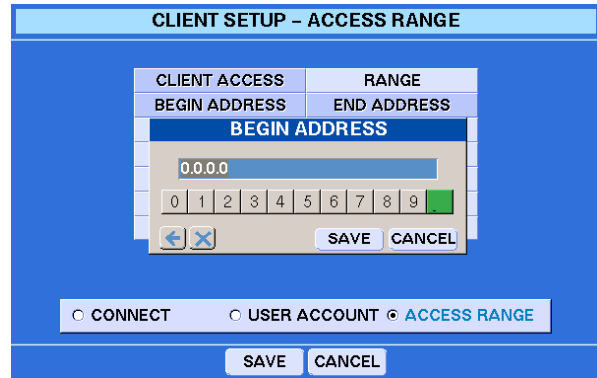 CLIENT SETUP – ACCESS RANGE
CLIENT ACCESS RANGE
BEGIN ADDRESS END ADDRESS
BEGIN ADDRESS
0.0.0.0
0 1 2 3 4 5 6 7 8 9 .
SAVE CANCEL
CONNECT USER ACCOUNT ACCESS RANGE
SAVE CANCEL